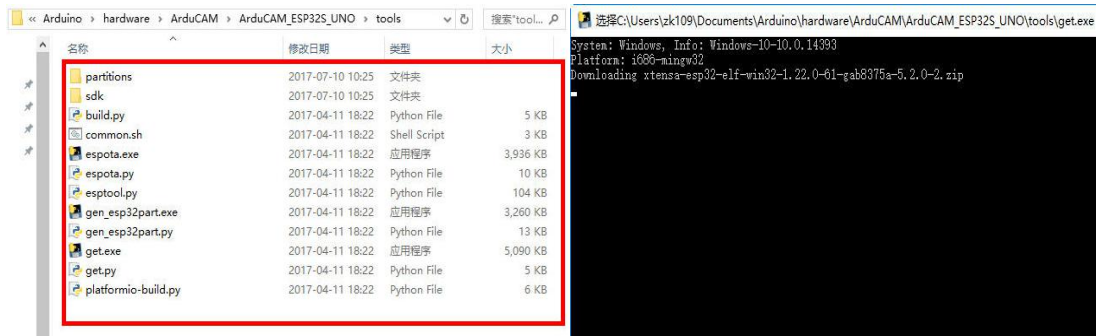 « Arduino › hardware › ArduCAM › ArduCAM_ESP32S_UNO › tools
搜索"tool...
名称 修改日期 类型 大小
partitions 2017-07-10 10:25 文件夹
sdk 2017-07-10 10:25 文件夹
build.py 2017-04-11 18:22 Python File 5 KB
common.sh 2017-04-11 18:22 Shell Script 3 KB
espota.exe 2017-04-11 18:22 应用程序 3,936 KB
espota.py 2017-04-11 18:22 Python File 10 KB
esptool.py 2017-04-11 18:22 Python File 104 KB
gen_esp32part.exe 2017-04-11 18:22 应用程序 3,260 KB
gen_esp32part.py 2017-04-11 18:22 Python File 13 KB
get.exe 2017-04-11 18:22 应用程序 5,090 KB
get.py 2017-04-11 18:22 Python File 5 KB
platformio-build.py 2017-04-11 18:22 Python File 6 KB
选择C:\Users\zk109\Documents\Arduino\hardware\ArduCAM\ArduCAM_ESP32S_UNO\tools\get.exe
System: Windows, Info: Windows-10-10.0.14393
Platform: i686-mingw32
Downloading xtensa-esp32-elf-win32-1.22.0-61-gab8375a-5.2.0-2.zip